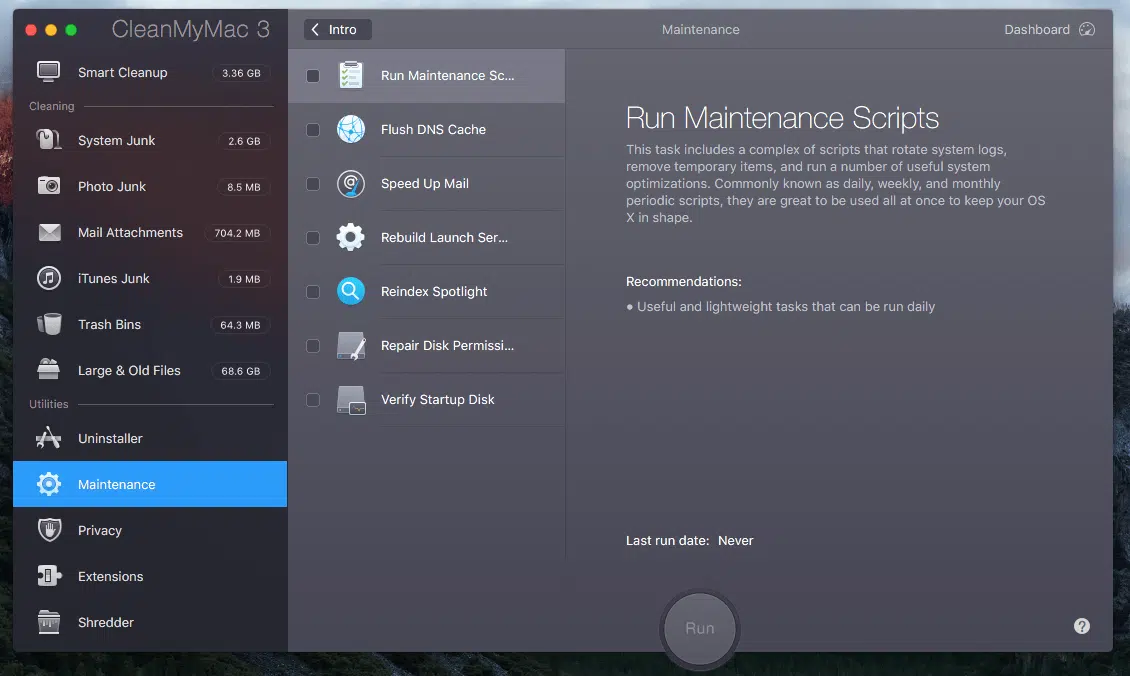 CleanMyMac 3
Smart Cleanup 3.36 GB
Cleaning
System Junk 2.6 GB
Photo Junk 8.5 MB
Mail Attachments 704.2 MB
iTunes Junk 1.9 MB
Trash Bins 64.3 MB
Large & Old Files 68.6 GB
Utilities
Uninstaller
Maintenance
Privacy
Extensions
Shredder
Intro
Maintenance
Dashboard
Run Maintenance Sc...
Flush DNS Cache
Speed Up Mail
Rebuild Launch Ser...
Reindex Spotlight
Repair Disk Permissi...
Verify Startup Disk
Run Maintenance Scripts
This task includes a complex of scripts that rotate system logs,
remove temporary items, and run a number of useful system
optimizations. Commonly known as daily, weekly, and monthly
periodic scripts, they are great to be used all at once to keep your OS
X in shape.
Recommendations:
• Useful and lightweight tasks that can be run daily
Last run date: Never
Run
?